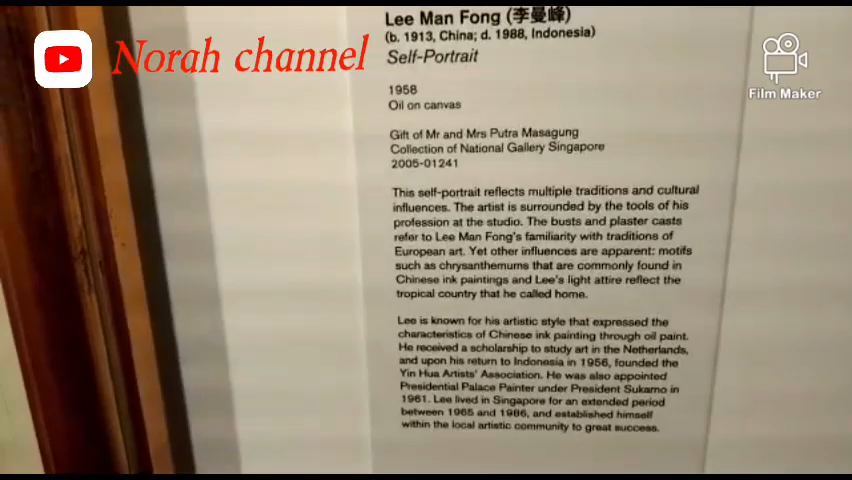 Norah channel
Film Maker
Lee Man Fong (李曼峰)
(b. 1913, China; d. 1988, Indonesia)
Self-Portrait
1958
Oil on canvas
Gift of Mr and Mrs Putra Masagung
Collection of National Gallery Singapore
2005-01241
This self-portrait reflects multiple traditions and cultural
influences. The artist is surrounded by the tools of his
profession at the studio. The busts and plaster casts
refer to Lee Man Fong's familiarity with traditions of
European art. Yet other influences are apparent: motifs
such as chrysanthemums that are commonly found in
Chinese ink paintings and Lee's light attire reflect the
tropical country that he called home.
Lee is known for his artistic style that expressed the
characteristics of Chinese ink painting through oil paint.
He received a scholarship to study art in the Netherlands,
and upon his return to Indonesia in 1956, founded the
Yin Hua Artists' Association. He was also appointed
Presidential Palace Painter under President Sukarno in
1961. Lee lived in Singapore for an extended period
between 1965 and 1986, and established himself
within the local artistic community to great success.